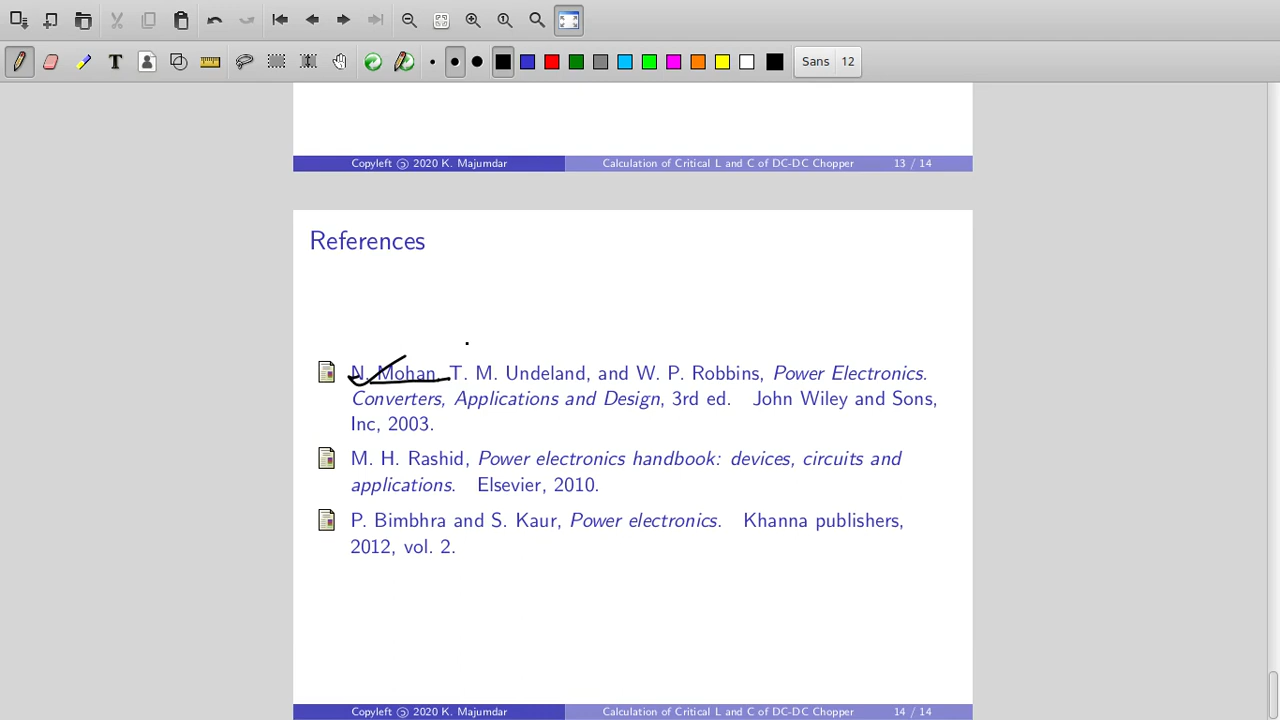 T
Sans 12
Copyleft 2020 K. Majumdar Calculation of Critical L and C of DC-DC Chopper 13 / 14
References
N. Mohan, T. M. Undeland, and W. P. Robbins, Power Electronics.
Converters, Applications and Design, 3rd ed. John Wiley and Sons,
Inc, 2003.
M. H. Rashid, Power electronics handbook: devices, circuits and
applications. Elsevier, 2010.
P. Bimbhra and S. Kaur, Power electronics. Khanna publishers,
2012, vol. 2.
Copyleft 2020 K. Majumdar Calculation of Critical L and C of DC-DC Chopper 14 / 14